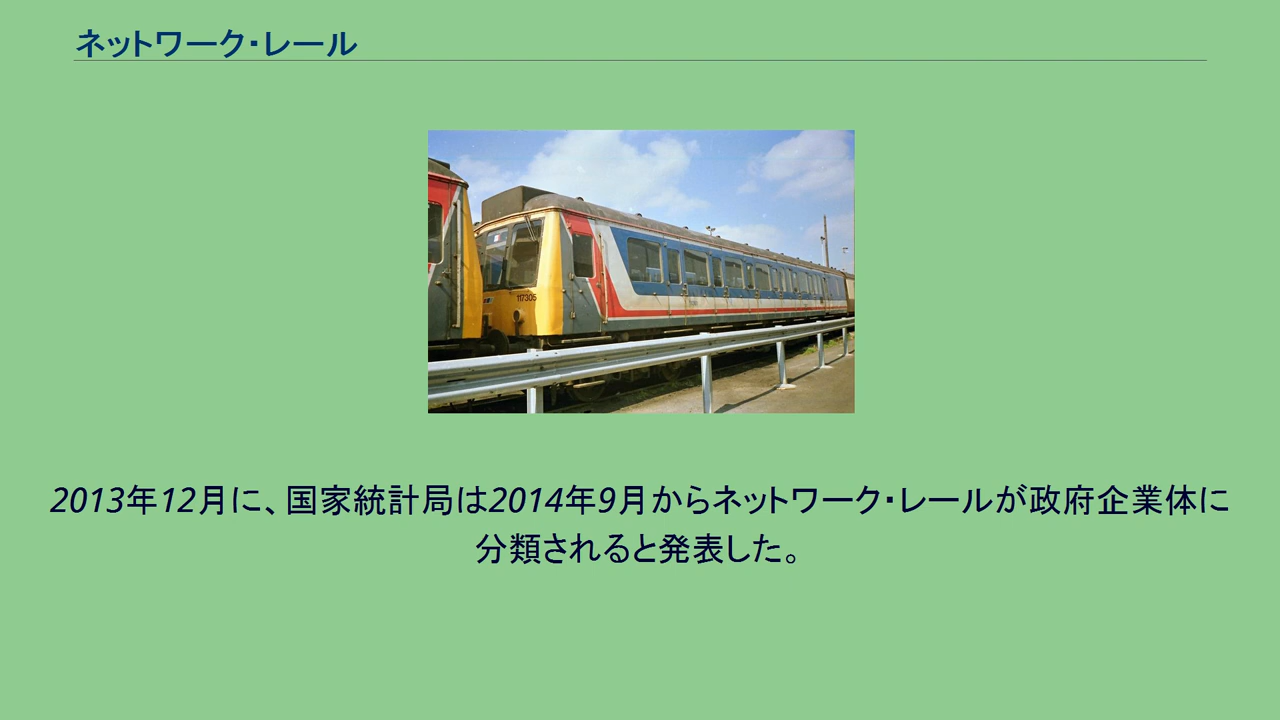 ネットワーク・レール
117305
2013年12月に、国家統計局は2014年9月からネットワーク・レールが政府企業体に
分類されると発表した。